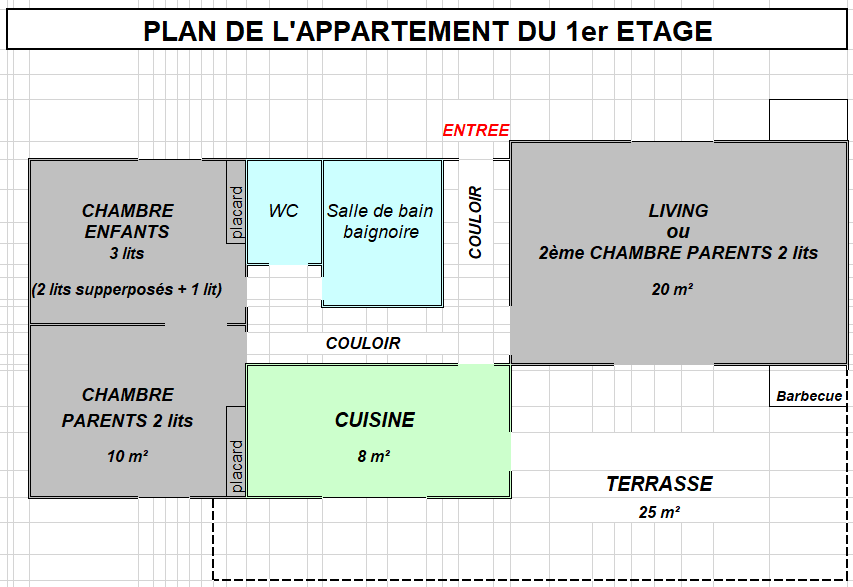 PLAN DE L'APPARTEMENT DU 1er ETAGE
ENTREE
CHAMBRE
ENFANTS
3 lits
(2 lits supperposés + 1 lit)
placard
WC
Salle de bain
baignoire
COULOIR
LIVING
ou
2ème CHAMBRE PARENTS 2 lits
20 m²
COULOIR
CHAMBRE
PARENTS 2 lits
10 m²
placard
CUISINE
8 m²
Barbecue
TERRASSE
25 m²